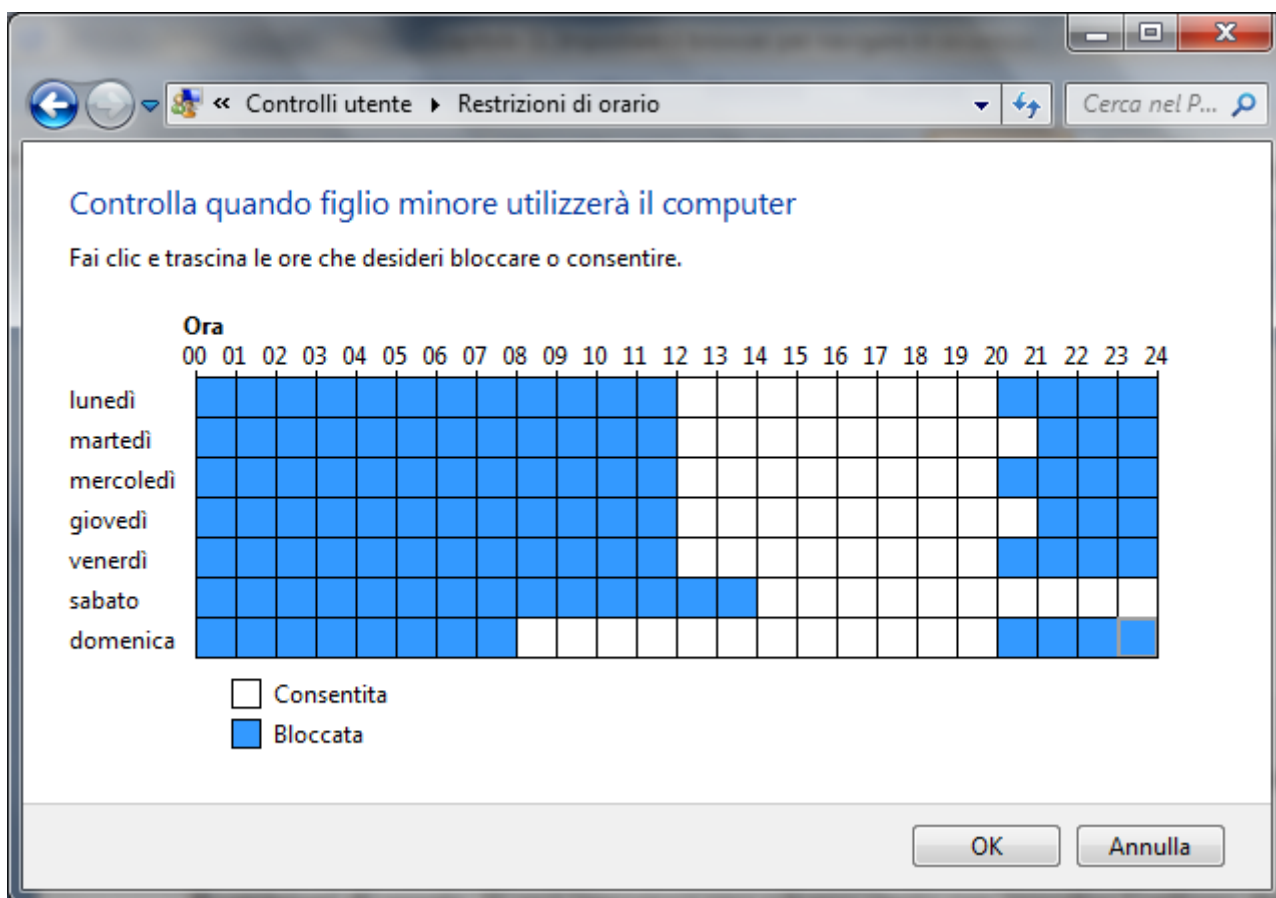 « Controlli utente ▸ Restrizioni di orario
Cerca nel P...
Controlla quando figlio minore utilizzerà il computer
Fai clic e trascina le ore che desideri bloccare o consentire.
Ora
00 01 02 03 04 05 06 07 08 09 10 11 12 13 14 15 16 17 18 19 20 21 22 23 24
lunedì
martedì
mercoledì
giovedì
venerdì
sabato
domenica
Consentita
Bloccata
OK
Annulla